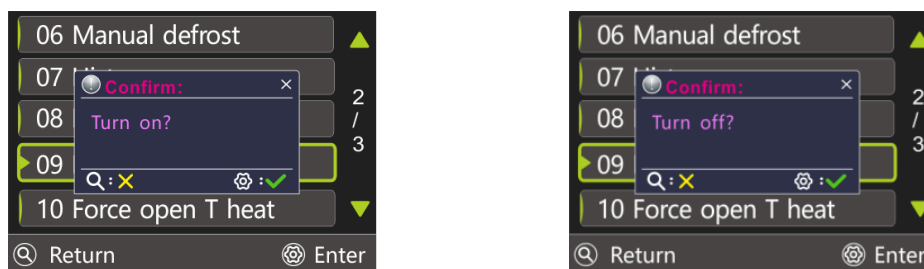 06 Manual defrost
07
Confirm:
08
Turn on?
09
10 Force open T heat
2
/
3
Return
Enter
06 Manual defrost
07
Confirm:
08
Turn off?
09
10 Force open T heat
2
/
3
Return
Enter